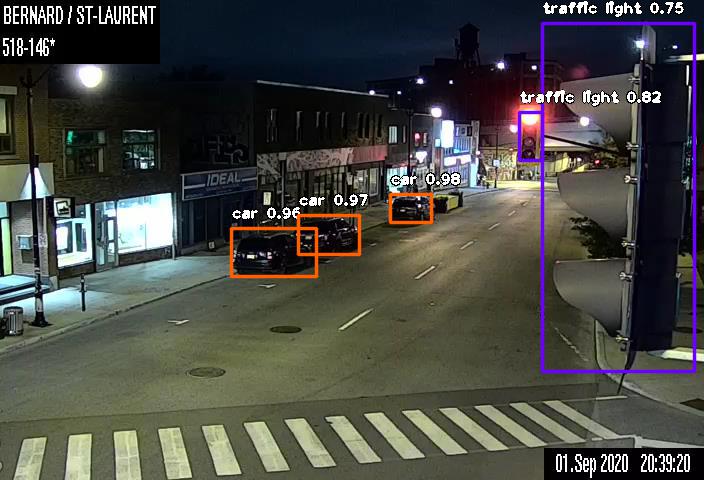 BERNARD / ST-LAURENT
518-146*
traffic light 0.75
traffic light 0.82
car 0.98
car 0.97
car 0.96
IDEAL
01.Sep 2020 20:39:20